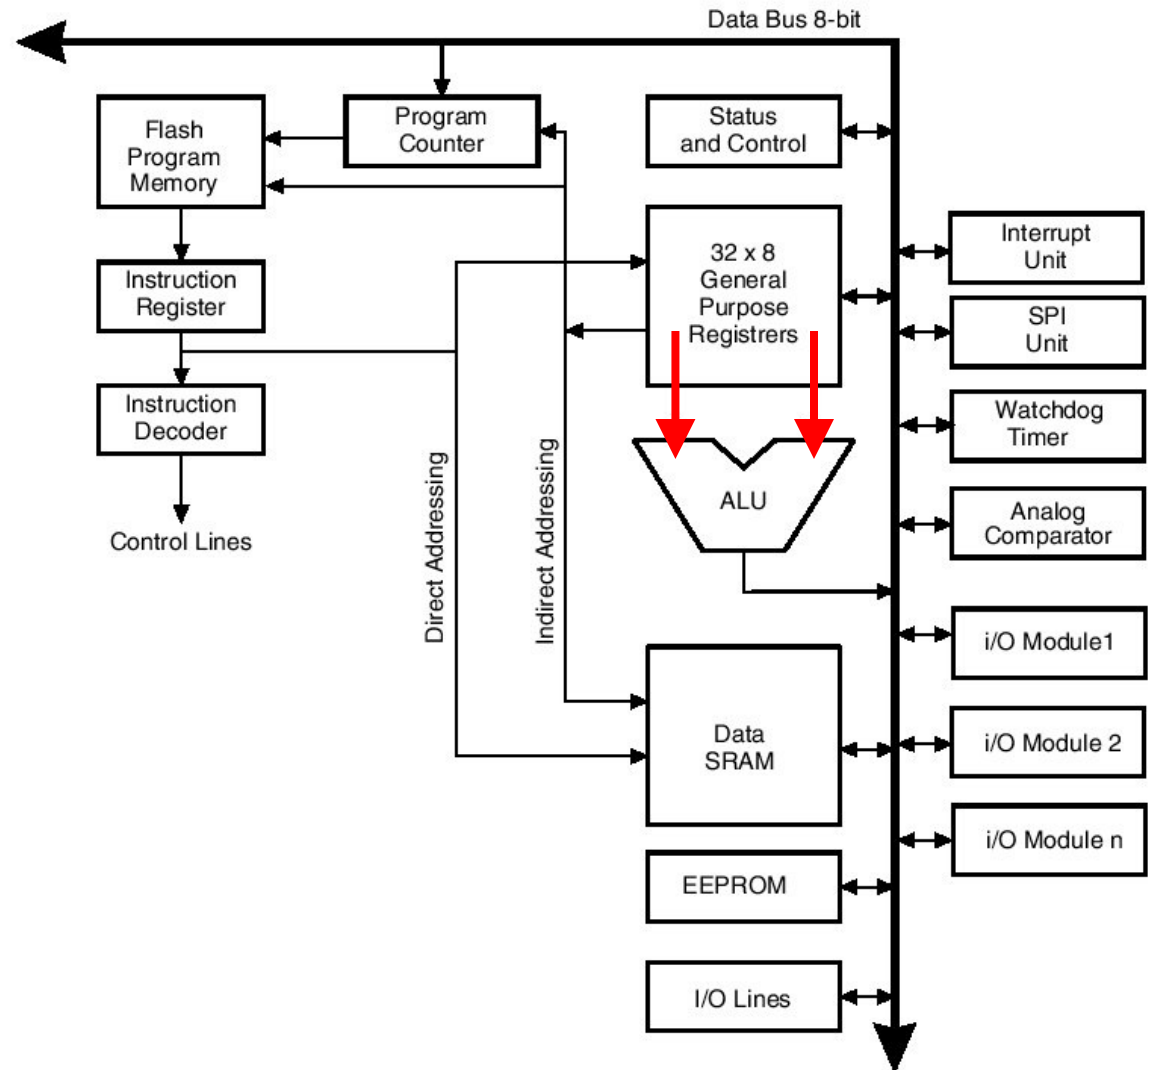 Data Bus 8-bit
Flash
Program
Memory
Program
Counter
Status
and Control
Instruction
Register
32 x 8
General
Purpose
Registrers
Interrupt
Unit
SPI
Unit
Instruction
Decoder
Watchdog
Timer
Control Lines
Direct Addressing
Indirect Addressing
ALU
Analog
Comparator
i/O Module1
Data
SRAM
i/O Module 2
i/O Module n
EEPROM
I/O Lines